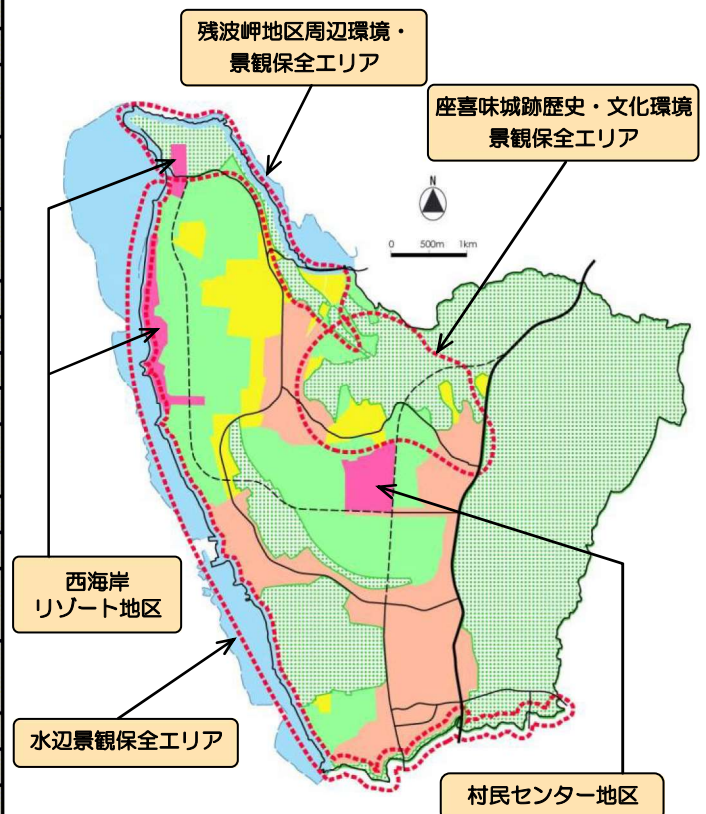 残波岬地区周辺環境・
景観保全エリア
座喜味城跡歴史・文化環境
景観保全エリア
N
0 500m 1km
西海岸
リゾート地区
水辺景観保全エリア
村民センター地区